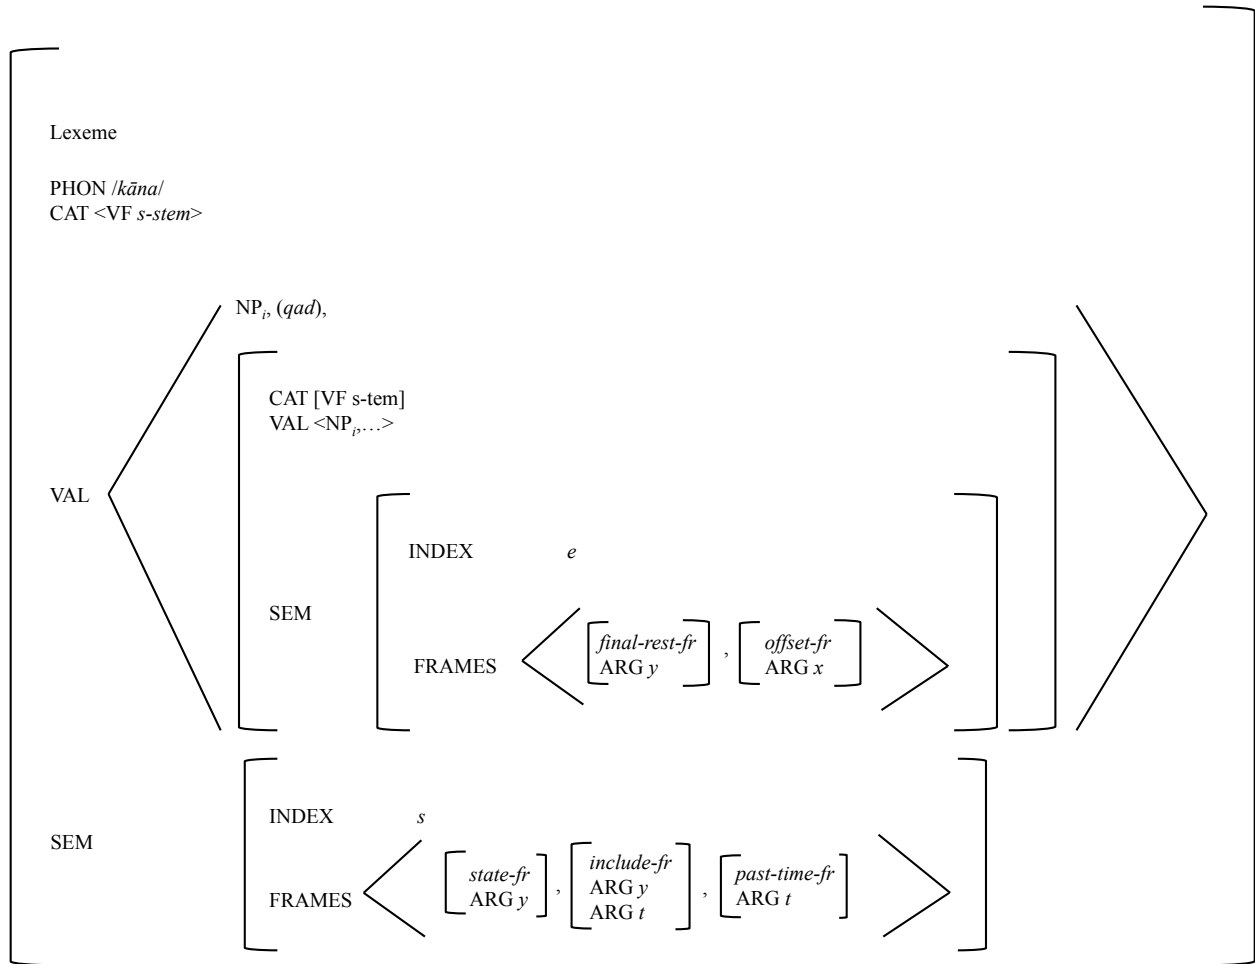 Lexeme
PHON /kāna/
CAT <VF s-stem>
NPi, (qad),
CAT [VF s-tem]
VAL <NPi,…>
VAL
INDEX e
SEM
final-rest-fr , offset-fr
FRAMES ARG y ARG x
INDEX s
SEM
state-fr , include-fr , past-time-fr
FRAMES ARG y ARG y ARG t
ARG t